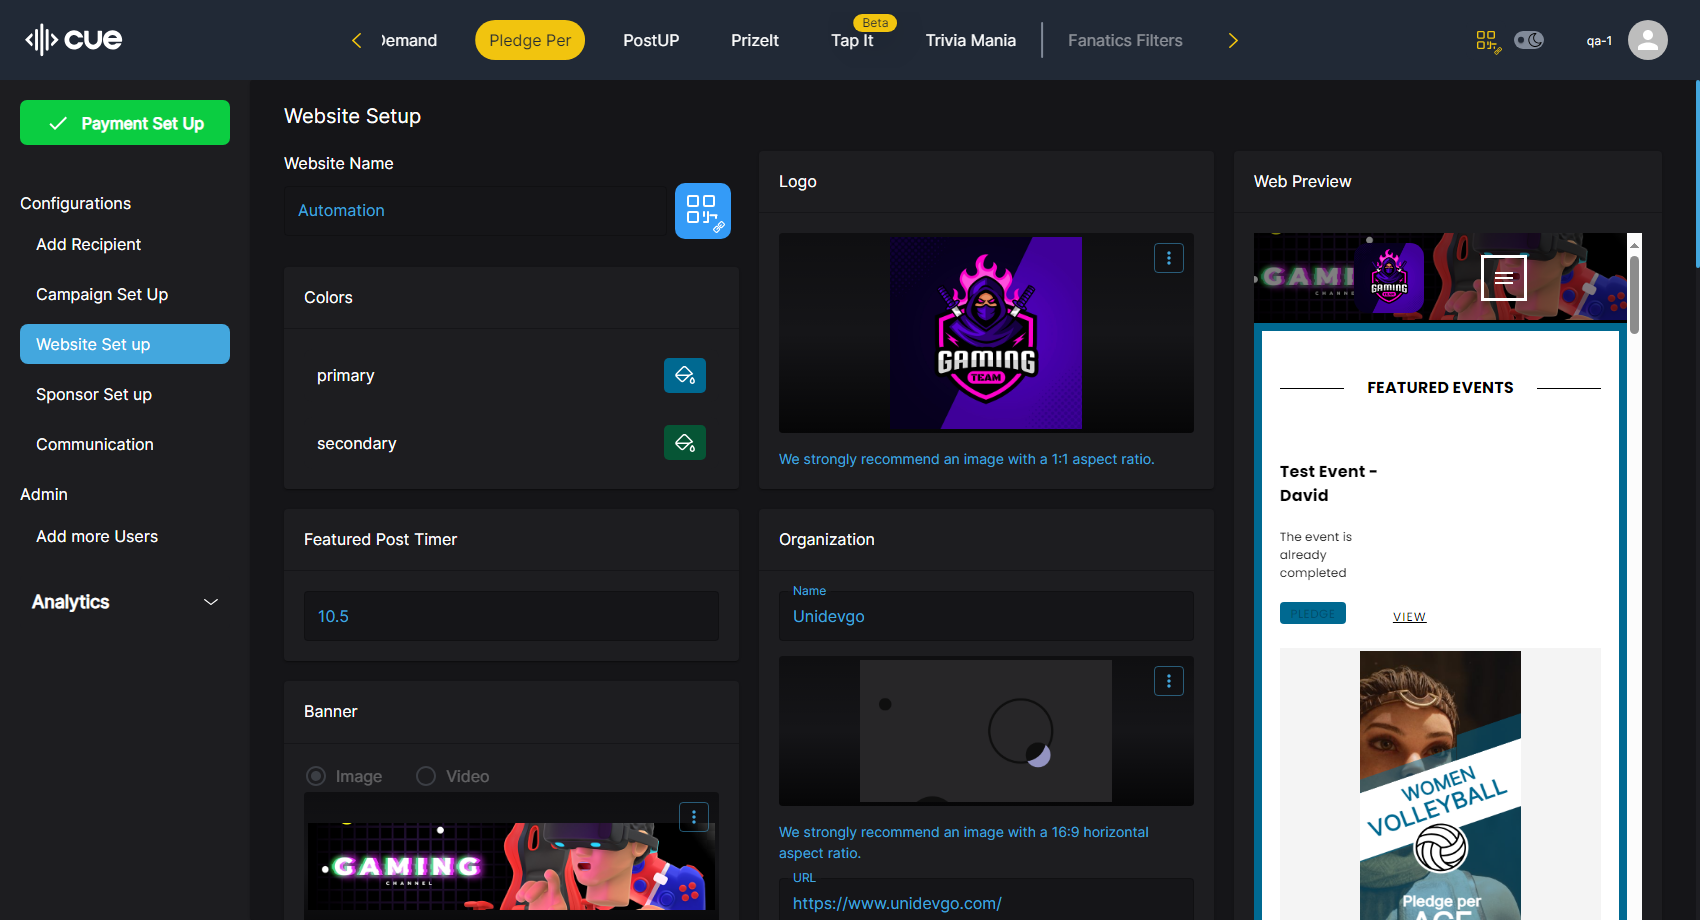 cue
Demand
Pledge Per
PostUP
PrizeIt
Beta
Tap It
Trivia Mania
Fanatics Filters
qa-1
Payment Set Up
Configurations
Add Recipient
Campaign Set Up
Website Set up
Sponsor Set up
Communication
Admin
Add more Users
Analytics
Website Setup
Website Name
Automation
Colors
primary
secondary
Featured Post Timer
10.5
Banner
Image
Video
GAMING
CHANNEL
Logo
GAMING
TEAM
We strongly recommend an image with a 1:1 aspect ratio.
Organization
Name
Unidevgo
We strongly recommend an image with a 16:9 horizontal
aspect ratio.
URL
https://www.unidevgo.com/
Web Preview
GAMI
CHANN
GAMING
TEAM
FEATURED EVENTS
Test Event -
David
The event is
already
completed
PLEDGE
VIEW
WOMEN
VOLLEYBALL
Pledge per
ACE